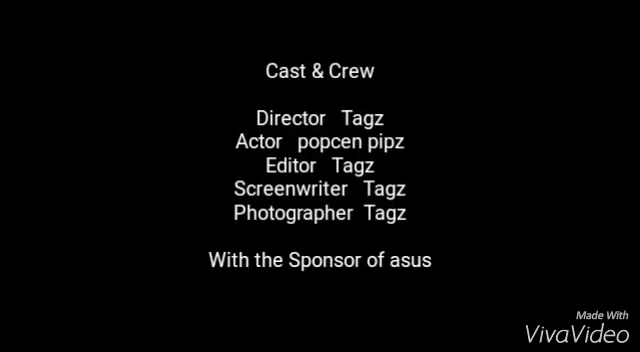 Cast & Crew
Director Tagz
Actor popcen pipz
Editor Tagz
Screenwriter Tagz
Photographer Tagz
With the Sponsor of asus
Made With
VivaVideo